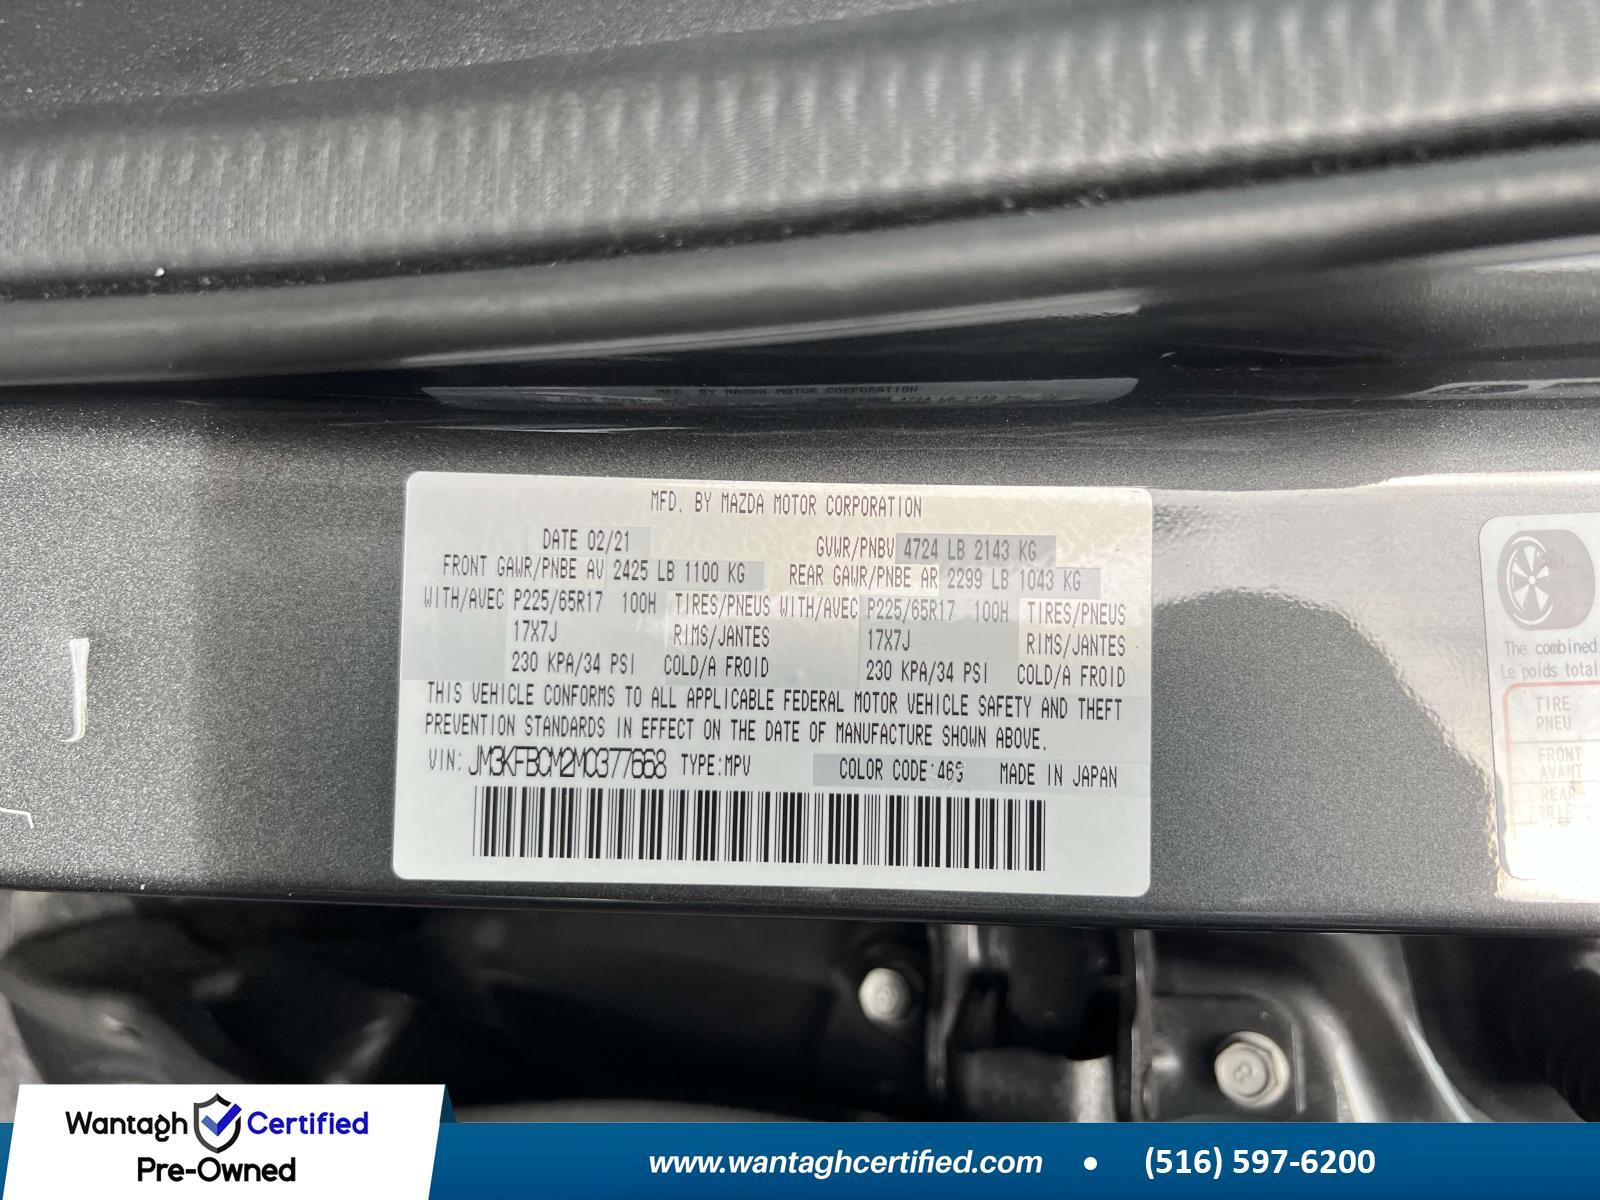 MFD. BY MAZDA MOTOR CORPORATION
MFD. BY MAZDA MOTOR CORPORATION
DATE 02/21 GVWR/PNBV 4724 LB 2143 KG
FRONT GAWR/PNBE AV 2425 LB 1100 KG REAR GAWR/PNBE AR 2299 LB 1043 KG
WITH/AVEC P225/65R17 100H TIRES/PNEUS WITH/AVEC P225/65R17 100H TIRES/PNEUS
17X7J RIMS/JANTES 17X7J RIMS/JANTES
230 KPA/34 PSI COLD/A FROID 230 KPA/34 PSI COLD/A FROID
THIS VEHICLE CONFORMS TO ALL APPLICABLE FEDERAL MOTOR VEHICLE SAFETY AND THEFT
PREVENTION STANDARDS IN EFFECT ON THE DATE OF MANUFACTURE SHOWN ABOVE.
VIN: JM3KFBCM2M0377668 TYPE:MPV COLOR CODE:46G MADE IN JAPAN
The combined
Le poids total
TIRE
PNEU
FRONT
AVANT
REAR
Wantagh Certified
Pre-Owned
www.wantaghcertified.com • (516) 597-6200